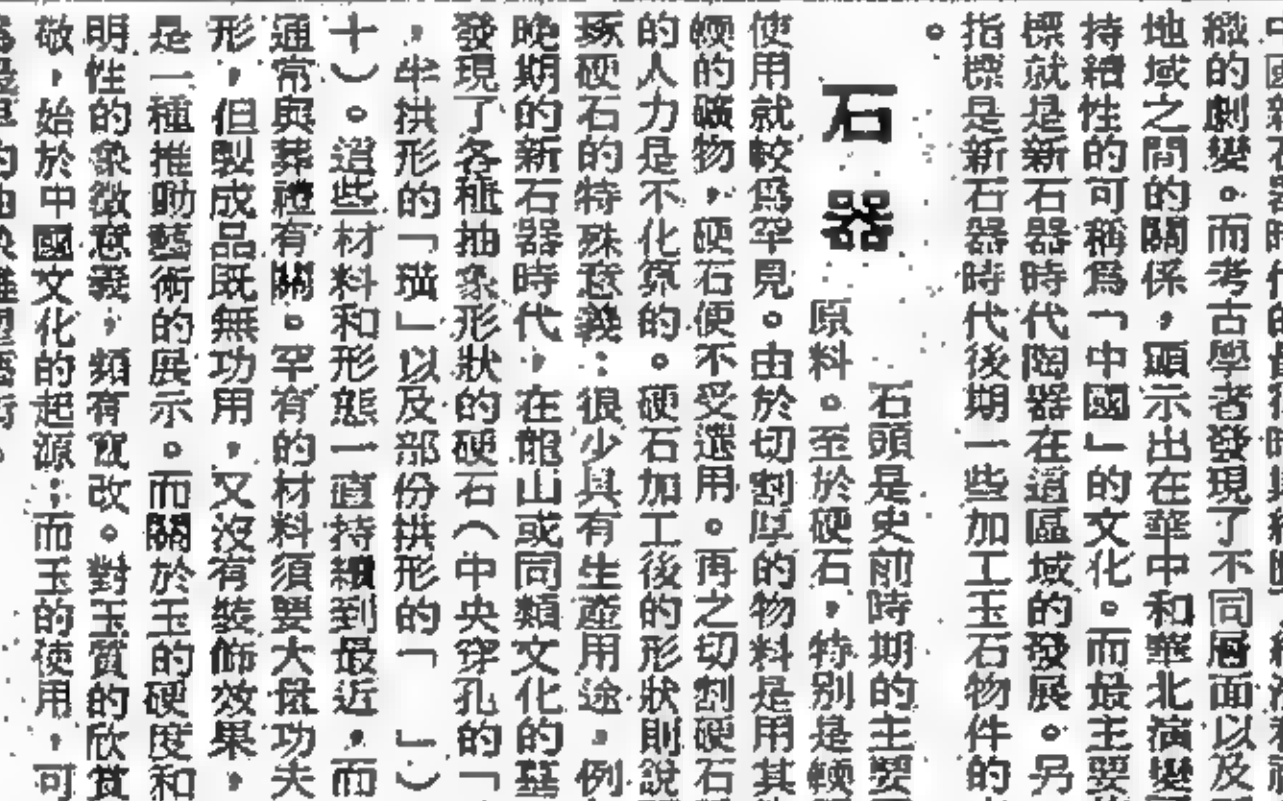 織的劇變。而考古學者發現了不同層面以及
地域之間的關係，顯示出在華中和華北演變
持續性的可稱爲「中國」的文化。而最主要
標就是新石器時代陶器在這區域的發展。另
指標是新石器時代後期一些加工玉石物件的
。
石器
石頭是史前時期的主要
原料。至於硬石，特別是
使用就較爲罕見。由於切割厚的物料是用其
的礦物，硬石便不受選用。再之切割硬石
的人力是不化算的。硬石加工後的形狀則說
琢硬石的特殊意義：很少具有生產用途。例
晚期的新石器時代，在龍山或同類文化的墓
發現了各種抽象形狀的硬石（中央穿孔的「
，半拱形的「璜」以及部份拱形的「　」）
十）。這些材料和形態一直持續到最近，而
通常與葬禮有關。罕有的材料須要大量功夫
形，但製成品既無功用，又沒有裝飾效果，
是一種推動藝術的展示。而關於玉的硬度和
明性的象徵意義，頗有更改。對玉質的欣賞
敬，始於中國文化的起源；而玉的使用，可